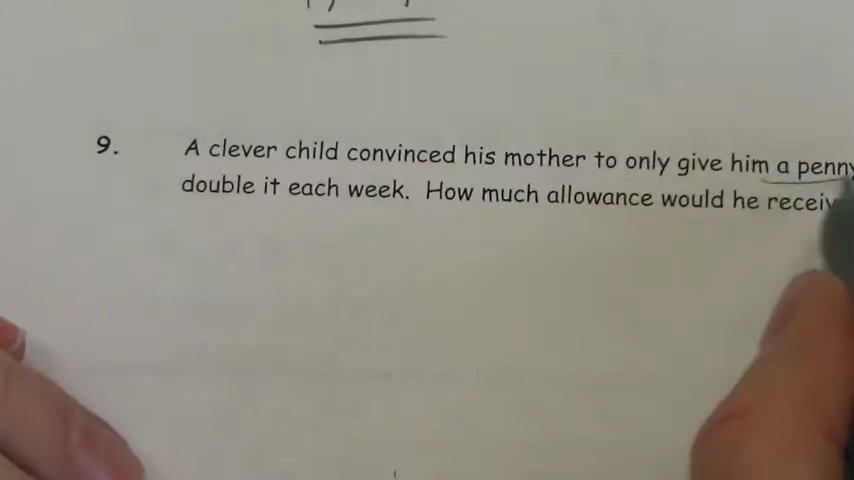 9. A clever child convinced his mother to only give him a penny
double it each week. How much allowance would he